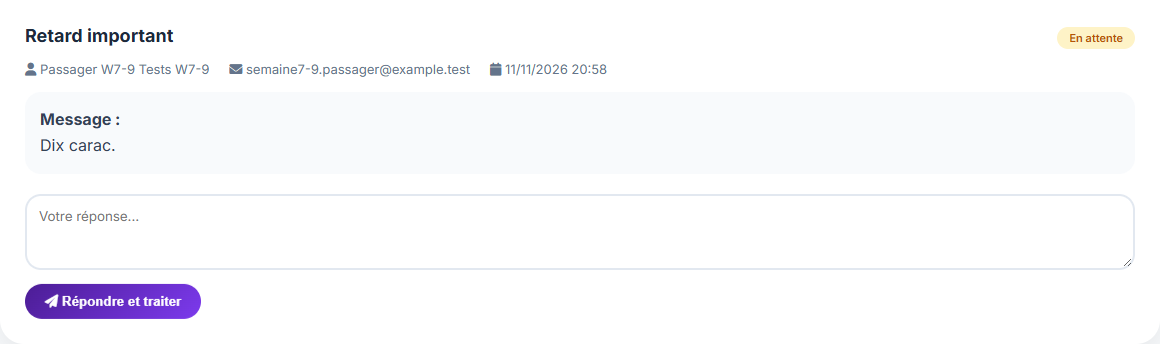 Retard important
En attente
Passager W7-9 Tests W7-9 semaine7-9.passager@example.test 11/11/2026 20:58
Message :
Dix carac.
Votre réponse...
Répondre et traiter